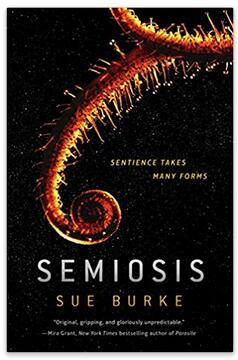 SENTIENCE TAKES
MANY FORMS
SEMIOSIS
SUE BURKE
"Original, gripping, and gloriously unpredictable."
—Mira Grant, New York Times bestselling author of Parasite